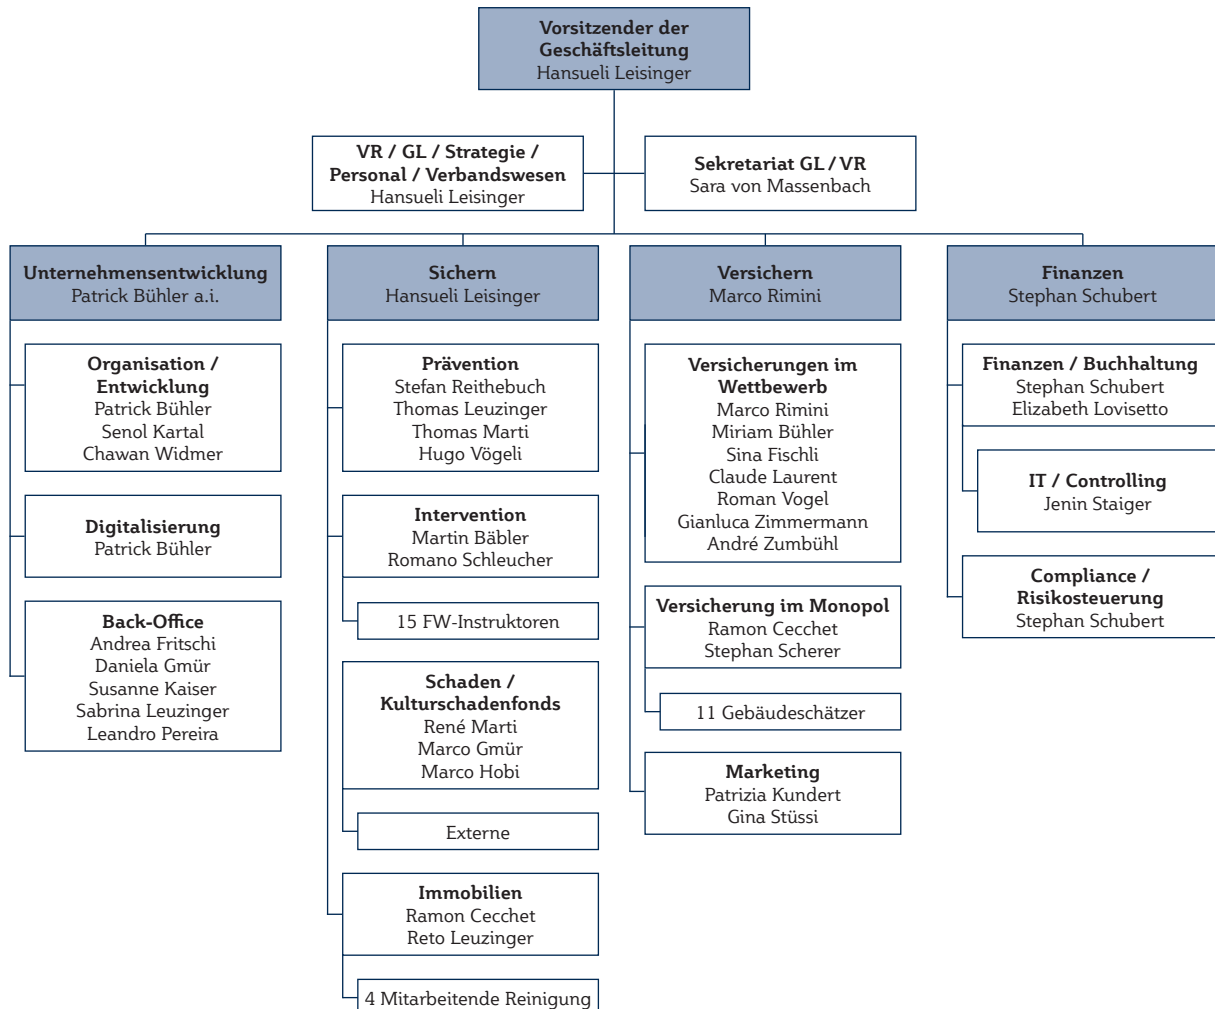 Vorsitzender der
Geschäftsleitung
Hansueli Leisinger
VR / GL / Strategie /
Personal / Verbandswesen
Hansueli Leisinger
Sekretariat GL / VR
Sara von Massenbach
Unternehmensentwicklung
Patrick Bühler a.i.
Organisation /
Entwicklung
Patrick Bühler
Senol Kartal
Chawan Widmer
Digitalisierung
Patrick Bühler
Back-Office
Andrea Fritschi
Daniela Gmür
Susanne Kaiser
Sabrina Leuzinger
Leandro Pereira
Sichern
Hansueli Leisinger
Prävention
Stefan Reithebuch
Thomas Leuzinger
Thomas Marti
Hugo Vögeli
Intervention
Martin Bäbler
Romano Schleucher
15 FW-Instruktoren
Schaden /
Kulturschadenfonds
René Marti
Marco Gmür
Marco Hobi
Externe
Immobilien
Ramon Cecchet
Reto Leuzinger
4 Mitarbeitende Reinigung
Versichern
Marco Rimini
Versicherungen im
Wettbewerb
Marco Rimini
Miriam Bühler
Sina Fischli
Claude Laurent
Roman Vogel
Gianluca Zimmermann
André Zumbühl
Versicherung im Monopol
Ramon Cecchet
Stephan Scherer
11 Gebäudeschätzer
Marketing
Patrizia Kundert
Gina Stüssi
Finanzen
Stephan Schubert
Finanzen / Buchhaltung
Stephan Schubert
Elizabeth Lovisetto
IT / Controlling
Jenin Staiger
Compliance /
Risikosteuerung
Stephan Schubert